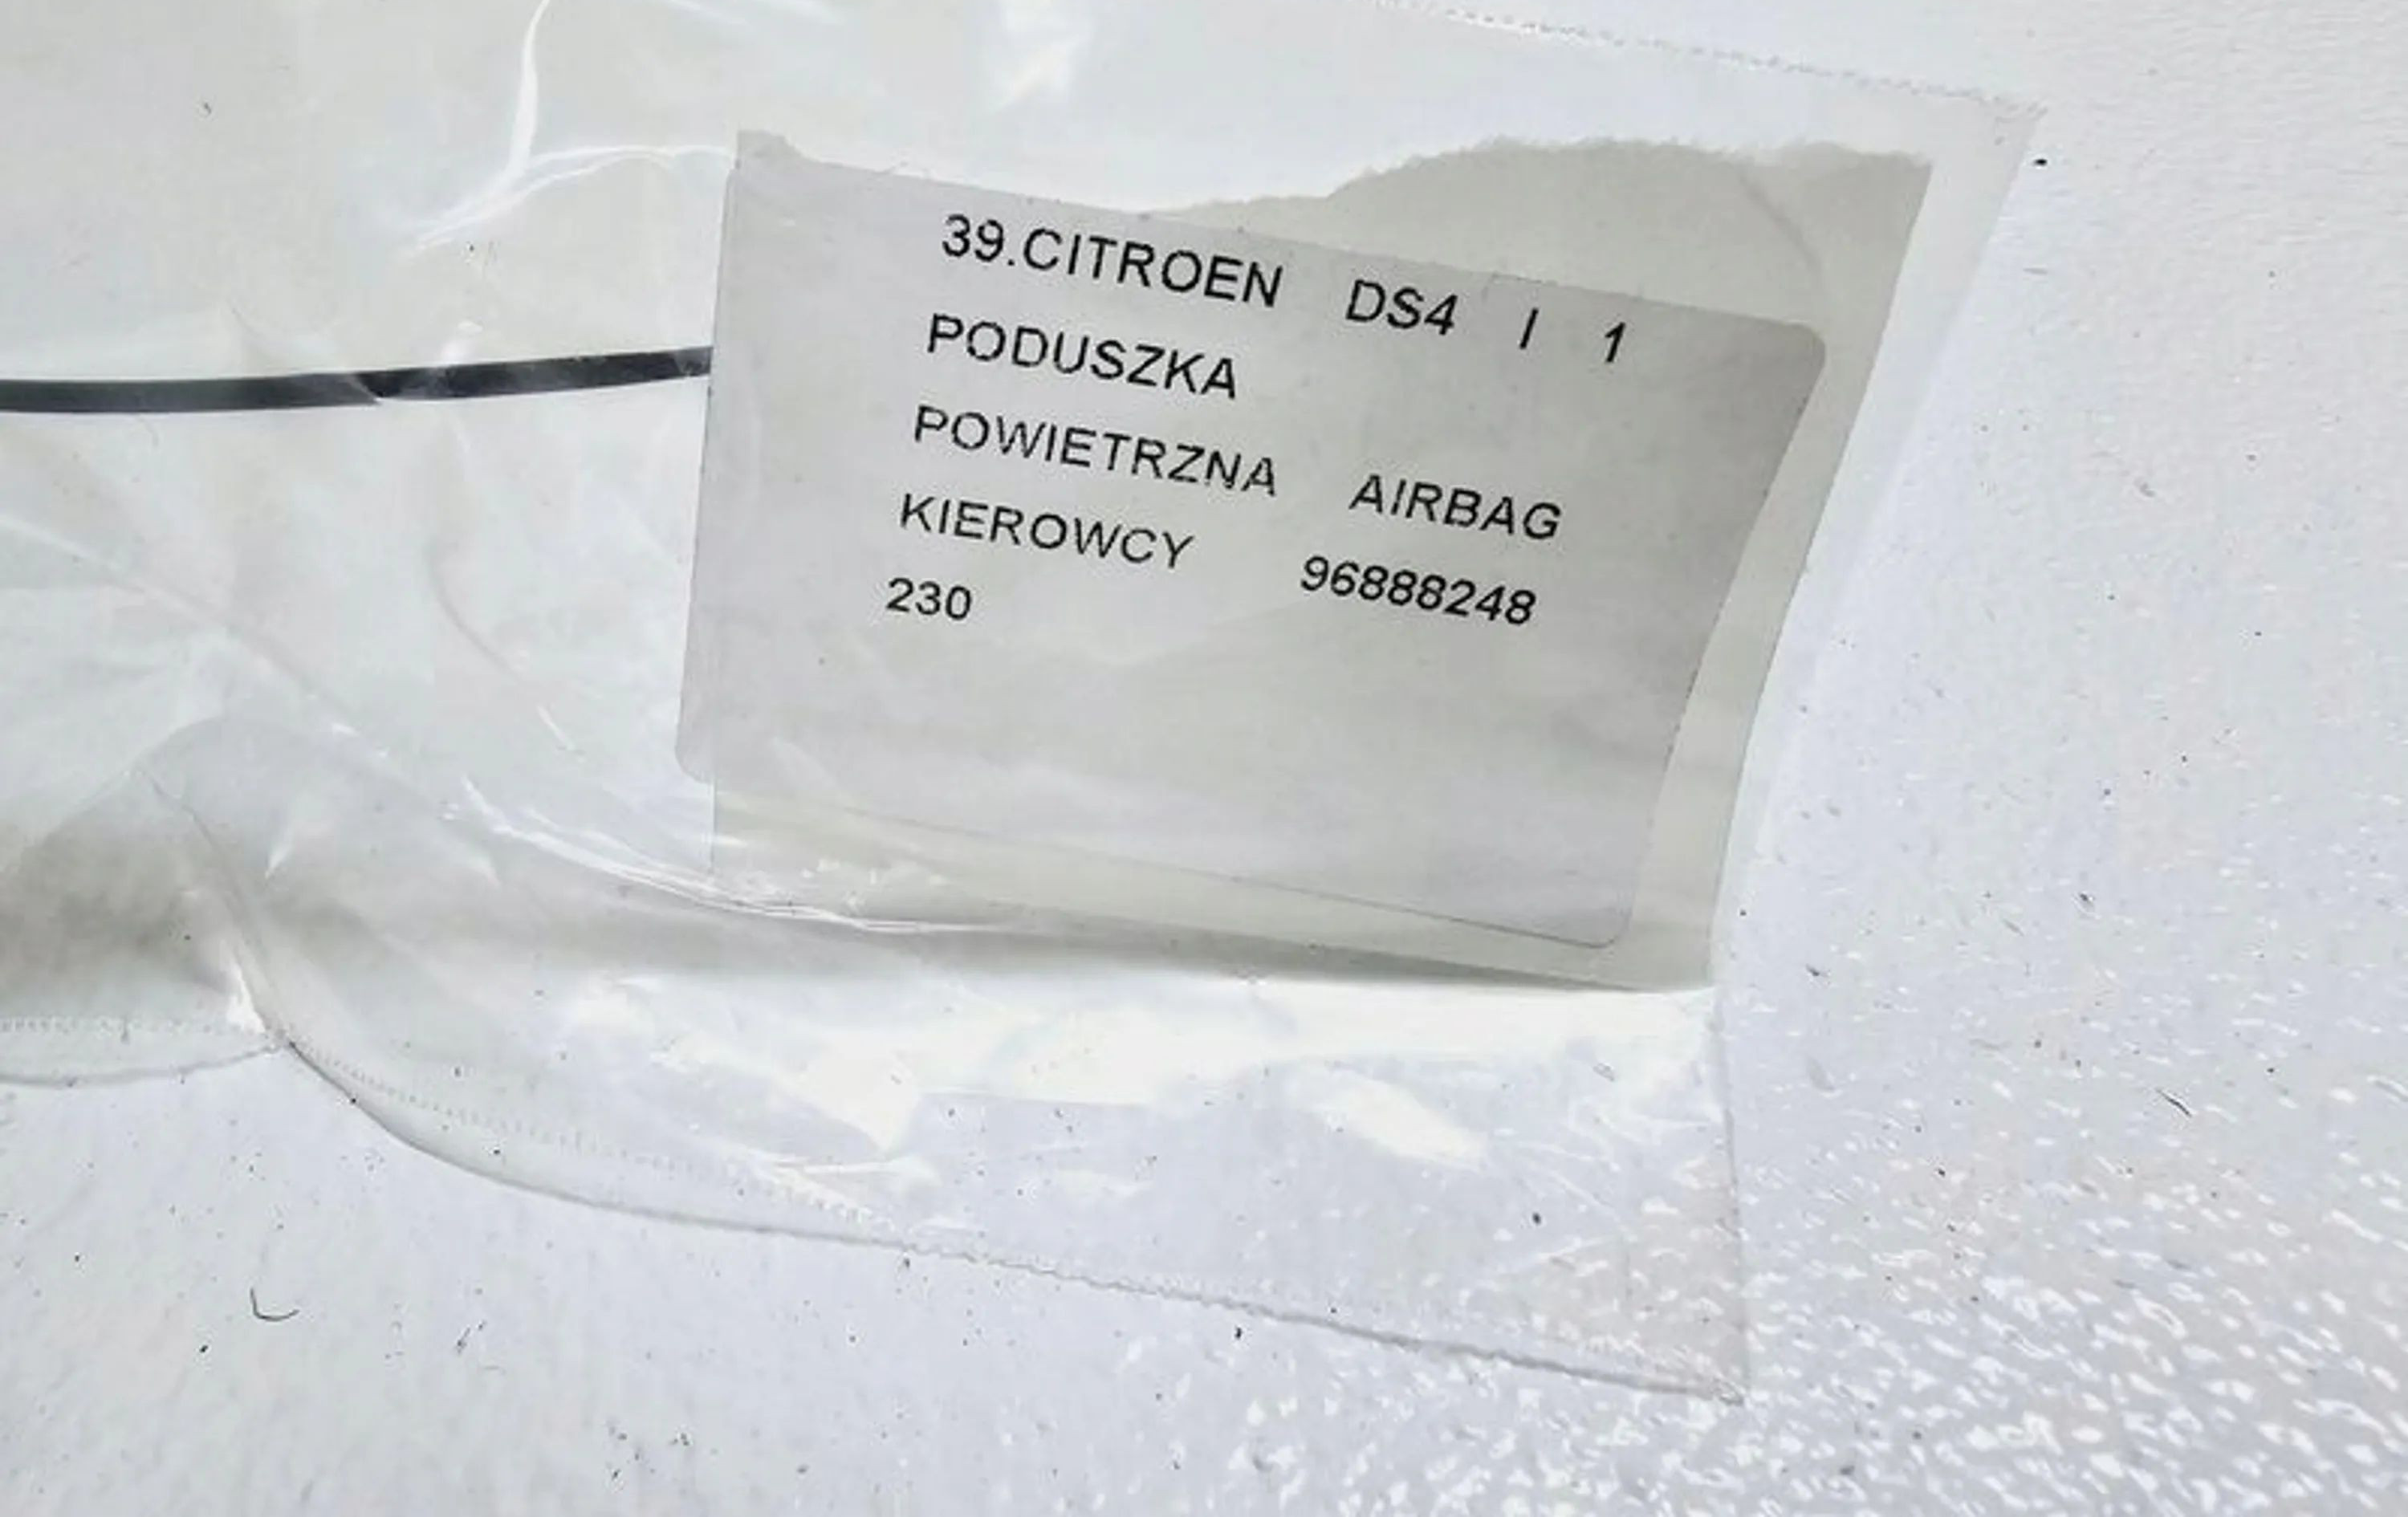 39.CITROEN DS4 I 1
PODUSZKA
POWIETRZNA AIRBAG
KIEROWCY 96888248
230